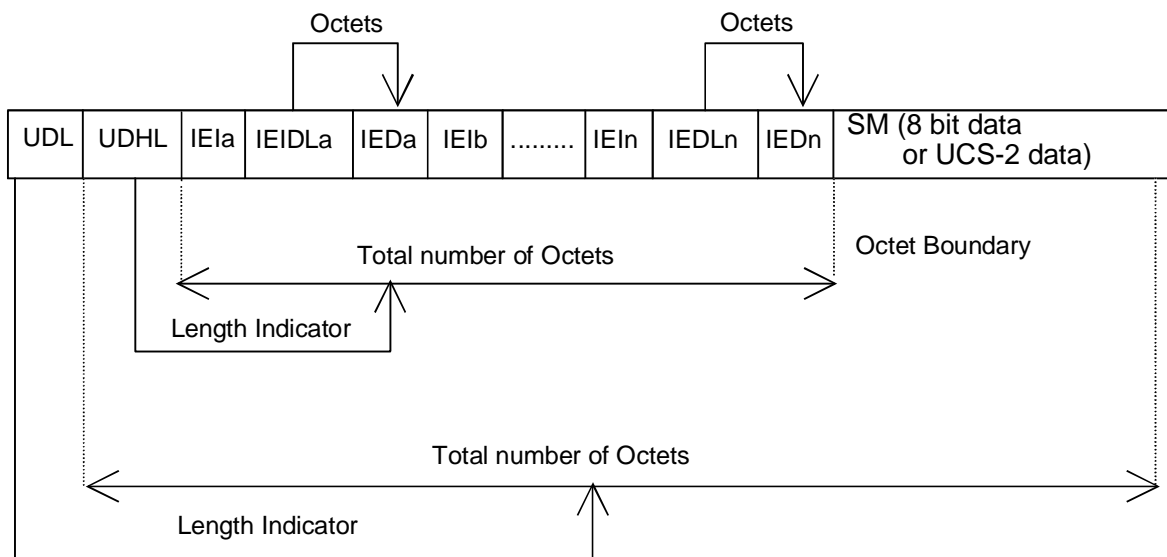 Octets Octets
UDL UDHL IEIa IEIDLa IEDa IEIb ......... IEIn IEDLn IEDn SM (8 bit data
or UCS-2 data)
Total number of Octets
Octet Boundary
Length Indicator
Total number of Octets
Length Indicator